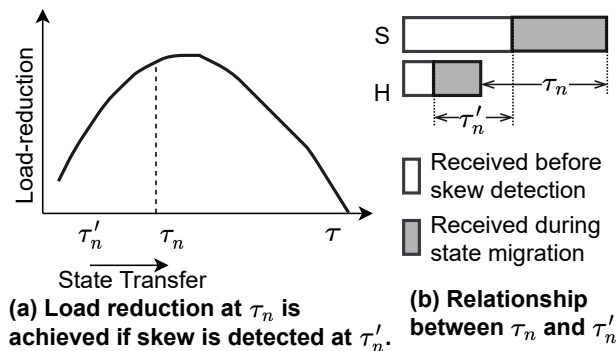 Load-reduction
τ′ₙ
τₙ
τ
State Transfer
(a) Load reduction at τₙ is
achieved if skew is detected at τ′ₙ.
S
H
τₙ
τ′ₙ
Received before
skew detection
Received during
state migration
(b) Relationship
between τₙ and τ′ₙ